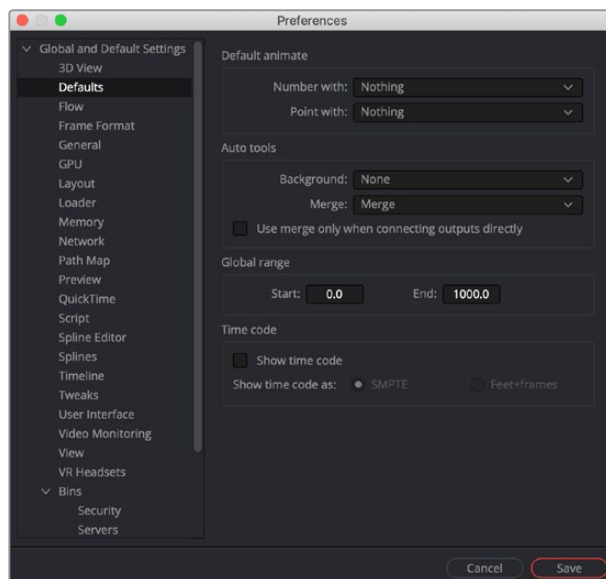 Preferences
Global and Default Settings
3D View
Defaults
Flow
Frame Format
General
GPU
Layout
Loader
Memory
Network
Path Map
Preview
QuickTime
Script
Spline Editor
Splines
Timeline
Tweaks
User Interface
Video Monitoring
View
VR Headsets
Bins
Security
Servers
Default animate
Number with: Nothing
Point with: Nothing
Auto tools
Background: None
Merge: Merge
Use merge only when connecting outputs directly
Global range
Start: 0.0 End: 1000.0
Time code
Show time code
Show time code as: SMPTE Feet+frames
Cancel Save